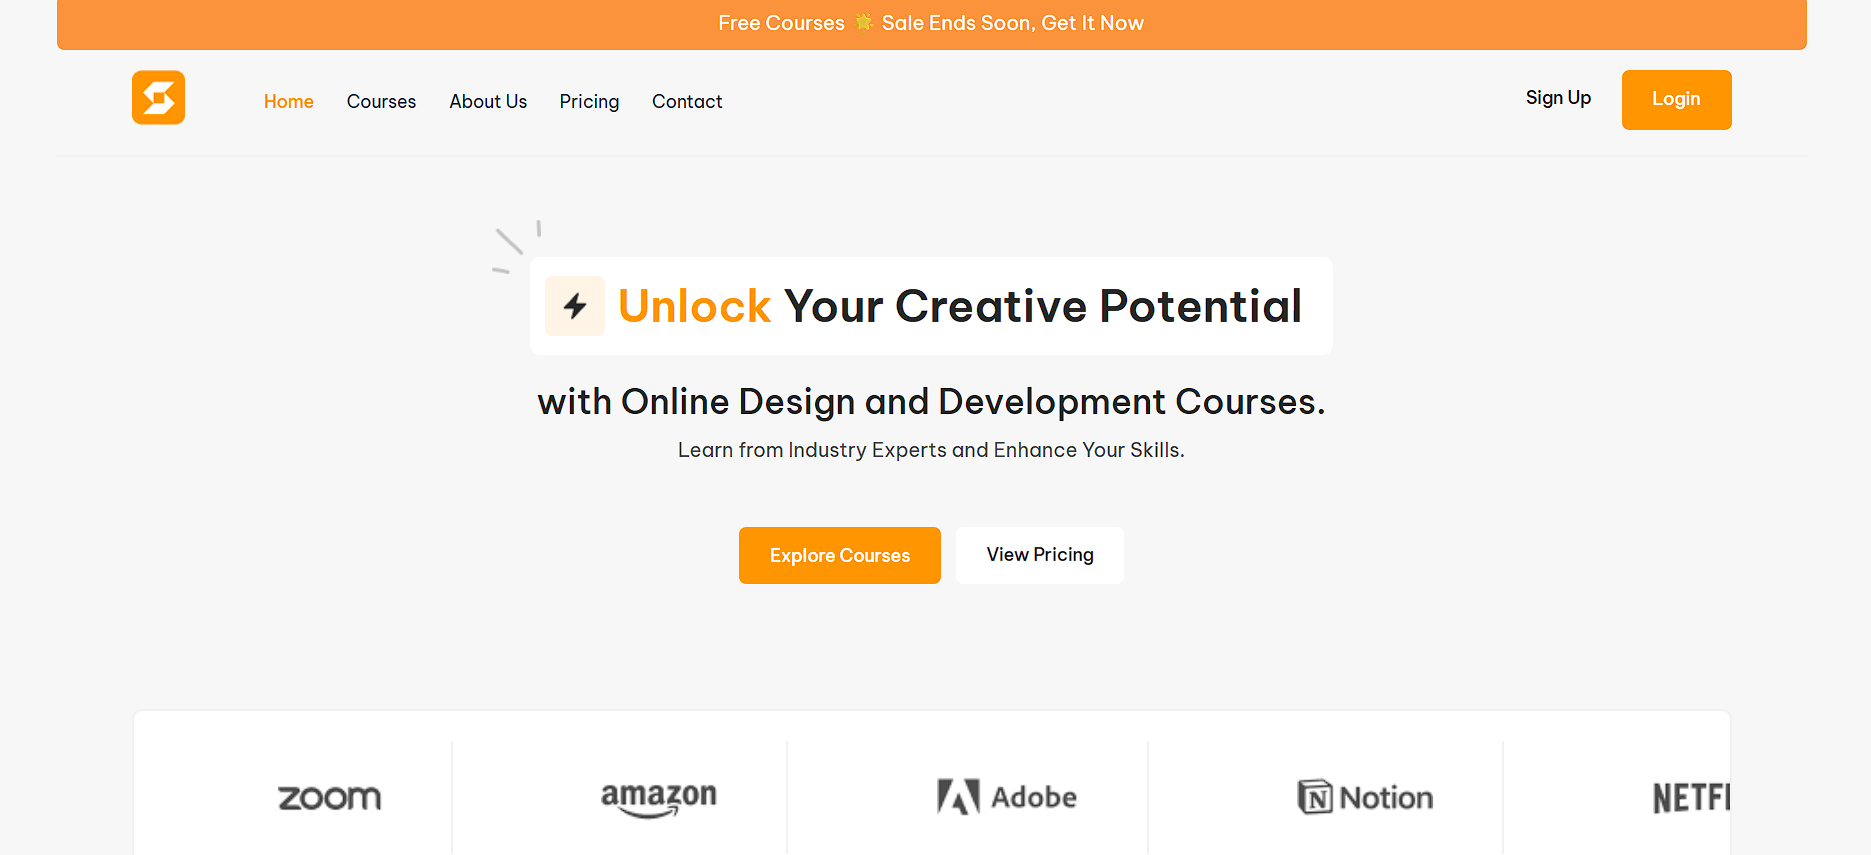 Free Courses 🌟 Sale Ends Soon, Get It Now
Home Courses About Us Pricing Contact Sign Up Login
Unlock Your Creative Potential
with Online Design and Development Courses.
Learn from Industry Experts and Enhance Your Skills.
Explore Courses View Pricing
zoom amazon Adobe Notion NETFI